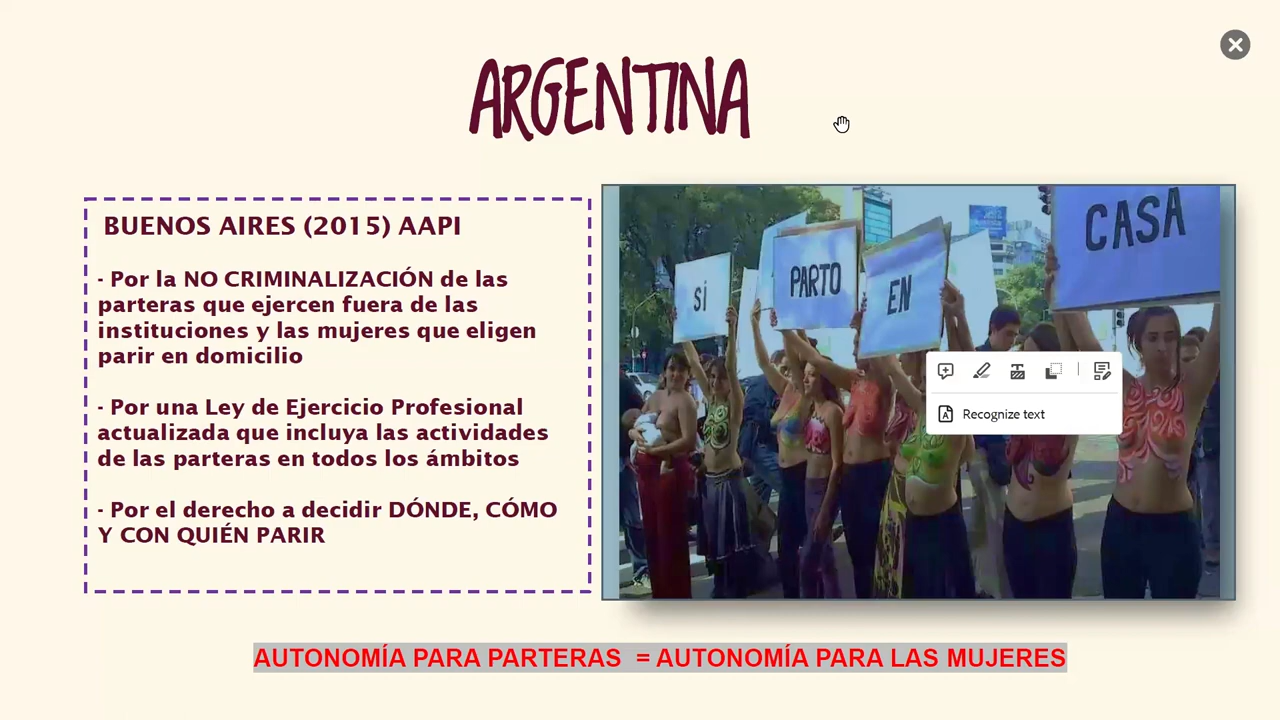 ARGENTINA
BUENOS AIRES (2015) AAPI
- Por la NO CRIMINALIZACIÓN de las
parteras que ejercen fuera de las
instituciones y las mujeres que eligen
parir en domicilio
- Por una Ley de Ejercicio Profesional
actualizada que incluya las actividades
de las parteras en todos los ámbitos
- Por el derecho a decidir DÓNDE, CÓMO
Y CON QUIÉN PARIR
Sí
PARTO
EN
CASA
Recognize text
AUTONOMÍA PARA PARTERAS = AUTONOMÍA PARA LAS MUJERES